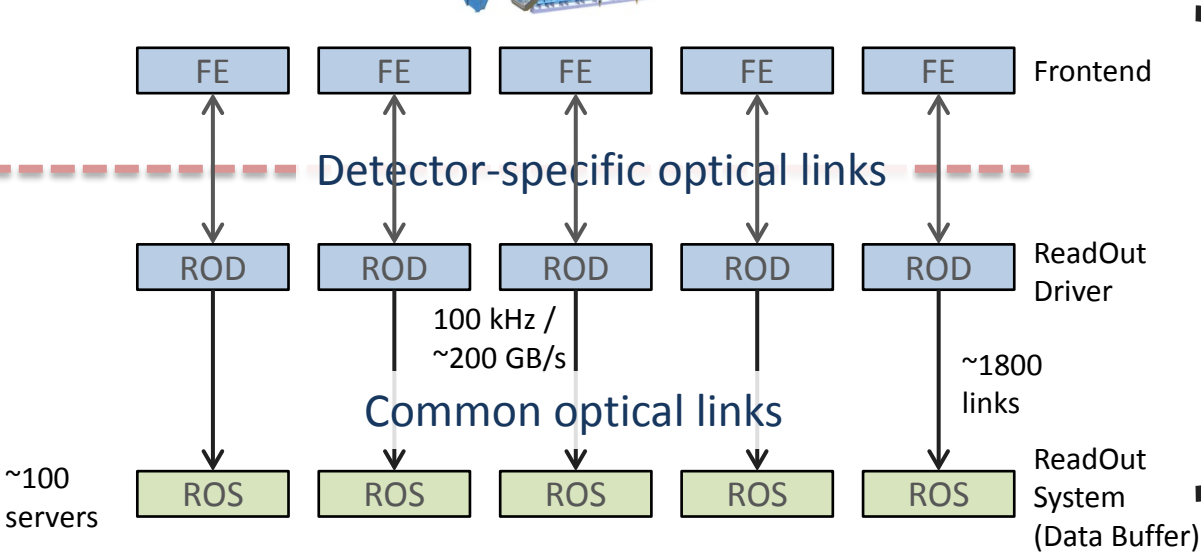 FE FE FE FE FE Frontend
Detector-specific optical links
ROD ROD ROD ROD ROD ReadOut
Driver
100 kHz /
~200 GB/s
~1800
links
Common optical links
~100
servers
ROS ROS ROS ROS ROS ReadOut
System
(Data Buffer)